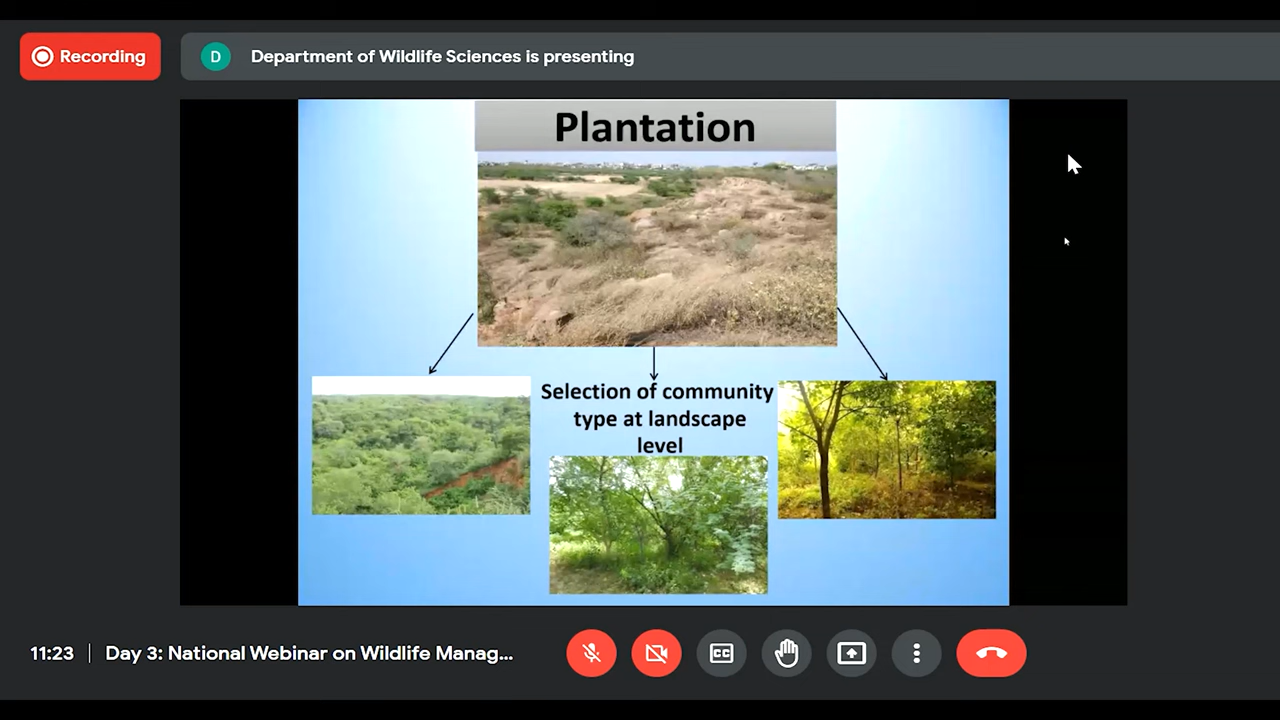 Recording
D
Department of Wildlife Sciences is presenting
Plantation
Selection of community
type at landscape
level
11:23
Day 3: National Webinar on Wildlife Manag...
CC